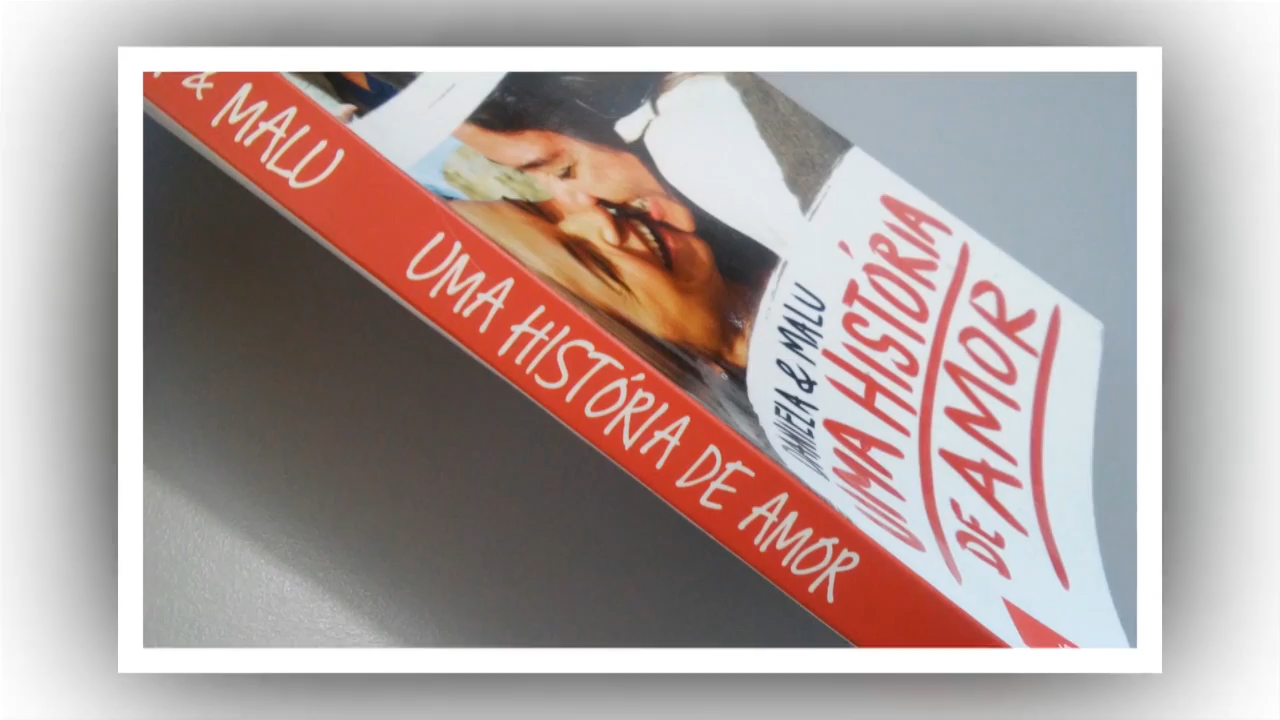 & MALU
UMA HISTÓRIA DE AMOR
DANIELA & MALU
UMA HISTÓRIA
DE AMOR